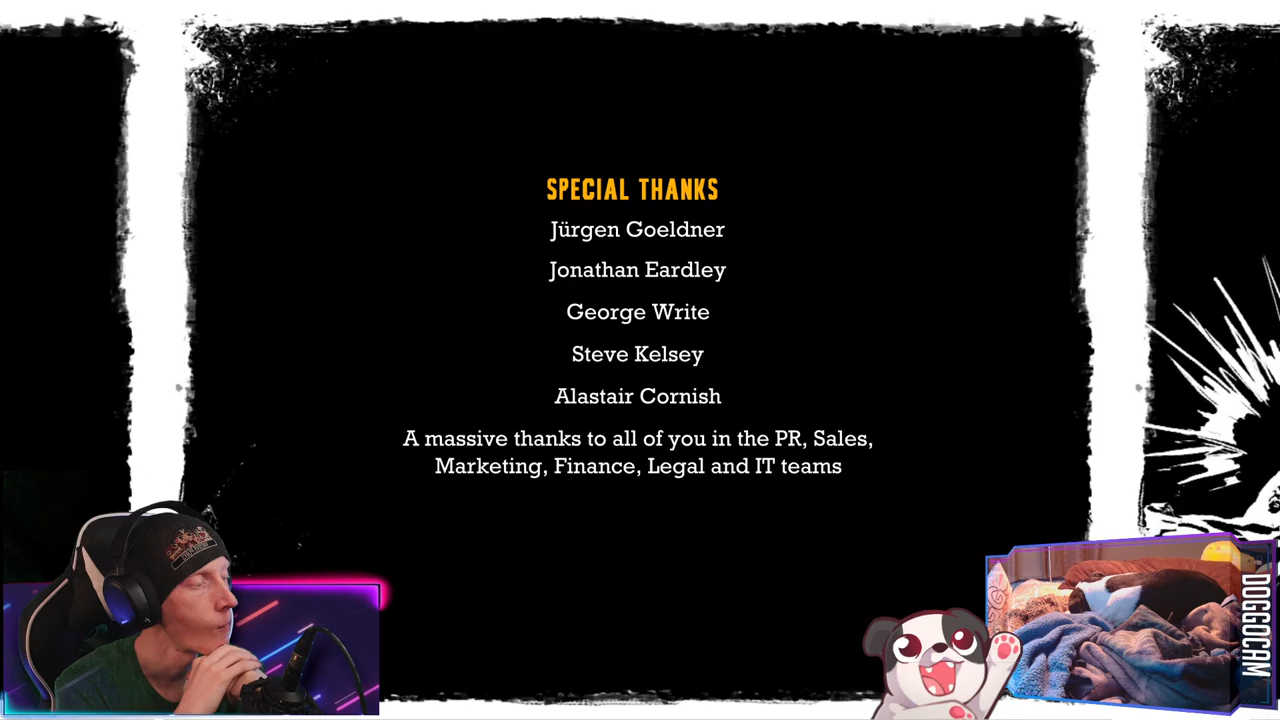 SPECIAL THANKS
Jürgen Goeldner
Jonathan Eardley
George Write
Steve Kelsey
Alastair Cornish
A massive thanks to all of you in the PR, Sales,
Marketing, Finance, Legal and IT teams
DOGGOCAM